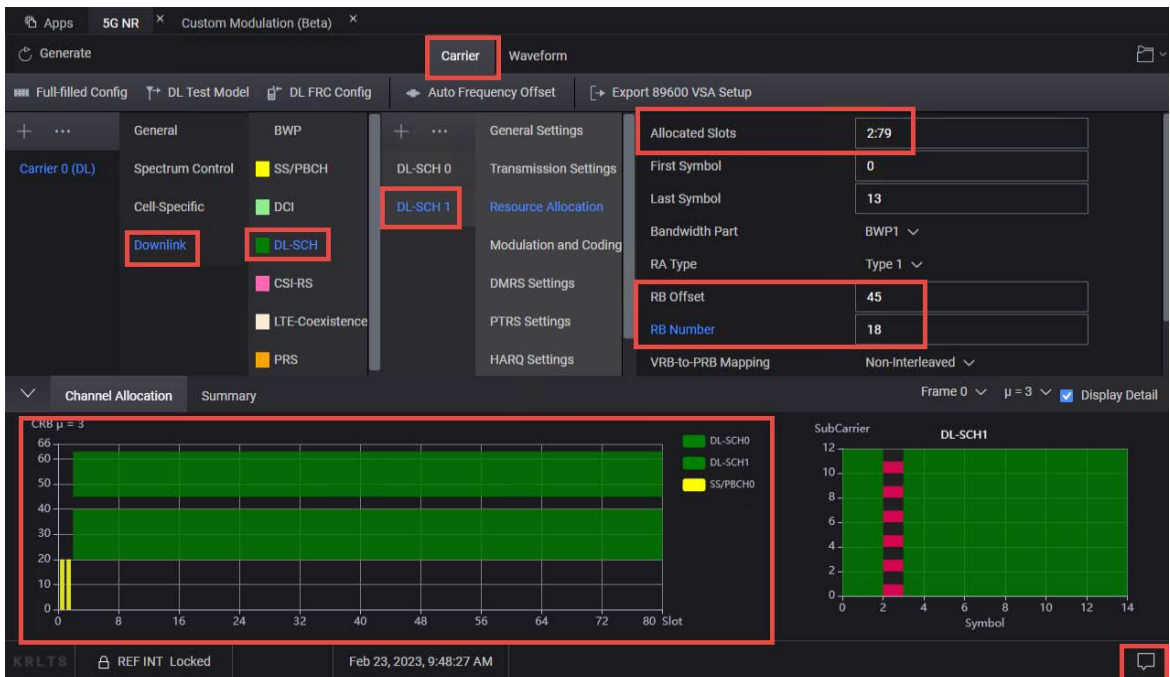 Apps 5G NR × Custom Modulation (Beta) ×
Generate Carrier Waveform
Full-filled Config DL Test Model DL FRC Config Auto Frequency Offset Export 89600 VSA Setup
+ ... General BWP + ... General Settings Allocated Slots 2:79
Carrier 0 (DL) Spectrum Control SS/PBCH DL-SCH 0 Transmission Settings First Symbol 0
Cell-Specific DCI DL-SCH 1 Resource Allocation Last Symbol 13
Downlink DL-SCH Modulation and Coding Bandwidth Part BWP1
RA Type Type 1
CSI-RS DMRS Settings RB Offset 45
LTE-Coexistence PTRS Settings RB Number 18
PRS HARQ Settings VRB-to-PRB Mapping Non-Interleaved
Channel Allocation Summary Frame 0 μ = 3 Display Detail
CRB μ = 3
66
60
50
40
30
20
10
0
0 8 16 24 32 40 48 56 64 72 80 Slot
DL-SCH0
DL-SCH1
SS/PBCH0
SubCarrier DL-SCH1
12
10
8
6
4
2
0
0 2 4 6 8 10 12 14
Symbol
KRLTS REF INT Locked Feb 23, 2023, 9:48:27 AM